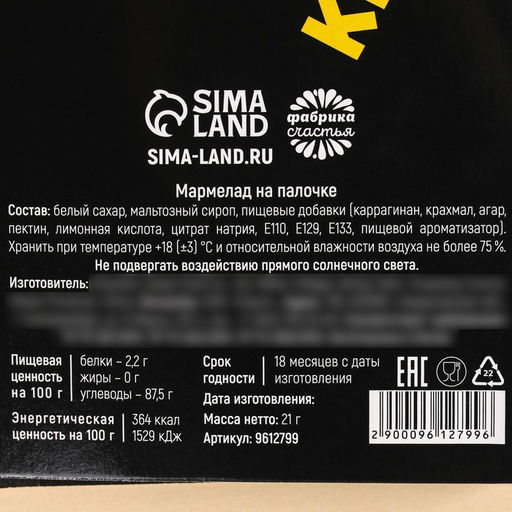 К
SIMA
LAND
фабрика
счастья
SIMA-LAND.RU
Мармелад на палочке
Состав: белый сахар, мальтозный сироп, пищевые добавки (каррагинан, крахмал, агар,
пектин, лимонная кислота, цитрат натрия, Е110, Е129, Е133, пищевой ароматизатор).
Хранить при температуре +18 (±3) °С и относительной влажности воздуха не более 75 %.
Не подвергать воздействию прямого солнечного света.
Изготовитель:
Пищевая
ценность
на 100 г
белки – 2,2 г
жиры – 0 г
углеводы – 87,5 г
Энергетическая
ценность на 100 г
364 ккал
1529 кДж
Срок
годности
18 месяцев с даты
изготовления
Дата изготовления:
Масса нетто: 21 г
Артикул: 9612799
EAC
22
2 900096 127996